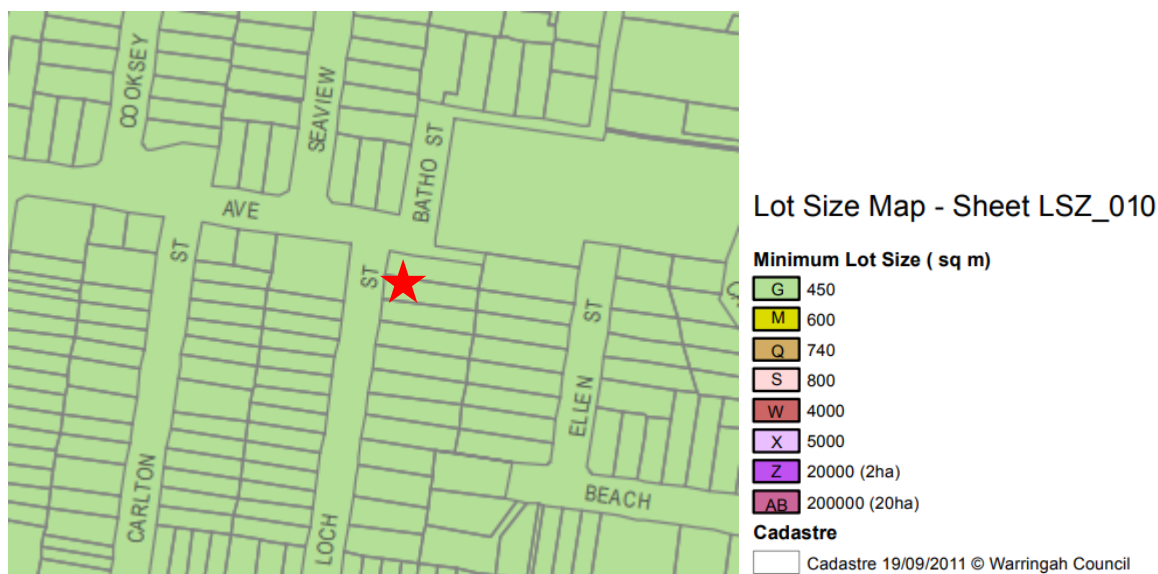 COOKSEY
SEAVIEW
BATHO ST
AVE
ST
ST
ST
ELLEN
CARLTON
LOCH
BEACH
Lot Size Map - Sheet LSZ_010
Minimum Lot Size ( sq m)
G 450
M 600
Q 740
S 800
W 4000
X 5000
Z 20000 (2ha)
AB 200000 (20ha)
Cadastre
Cadastre 19/09/2011 © Warringah Council